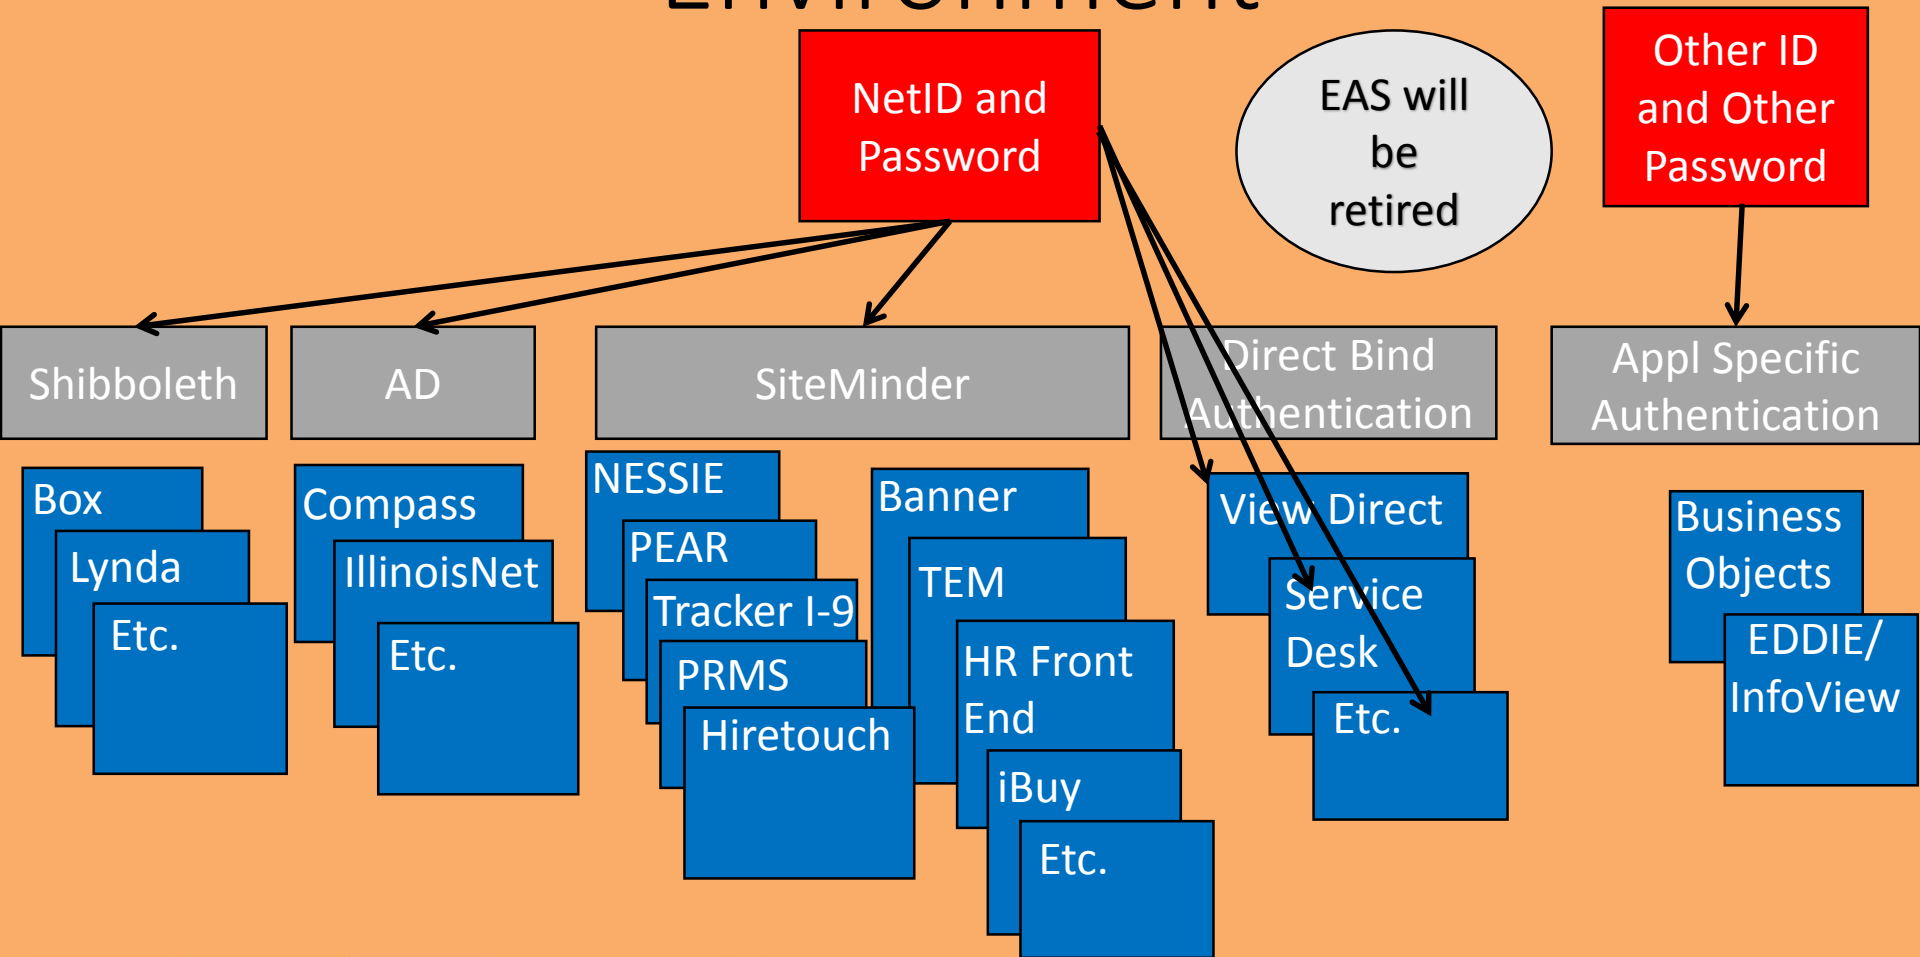 Environment
NetID and
Password
EAS will
be
retired
Other ID
and Other
Password
Shibboleth
AD
SiteMinder
Direct Bind
Authentication
Appl Specific
Authentication
Box
Lynda
Etc.
Compass
IllinoisNet
Etc.
NESSIE
PEAR
Tracker I-9
PRMS
Hiretouch
Banner
TEM
HR Front
End
iBuy
Etc.
View Direct
Service
Desk
Etc.
Business
Objects
EDDIE/
InfoView